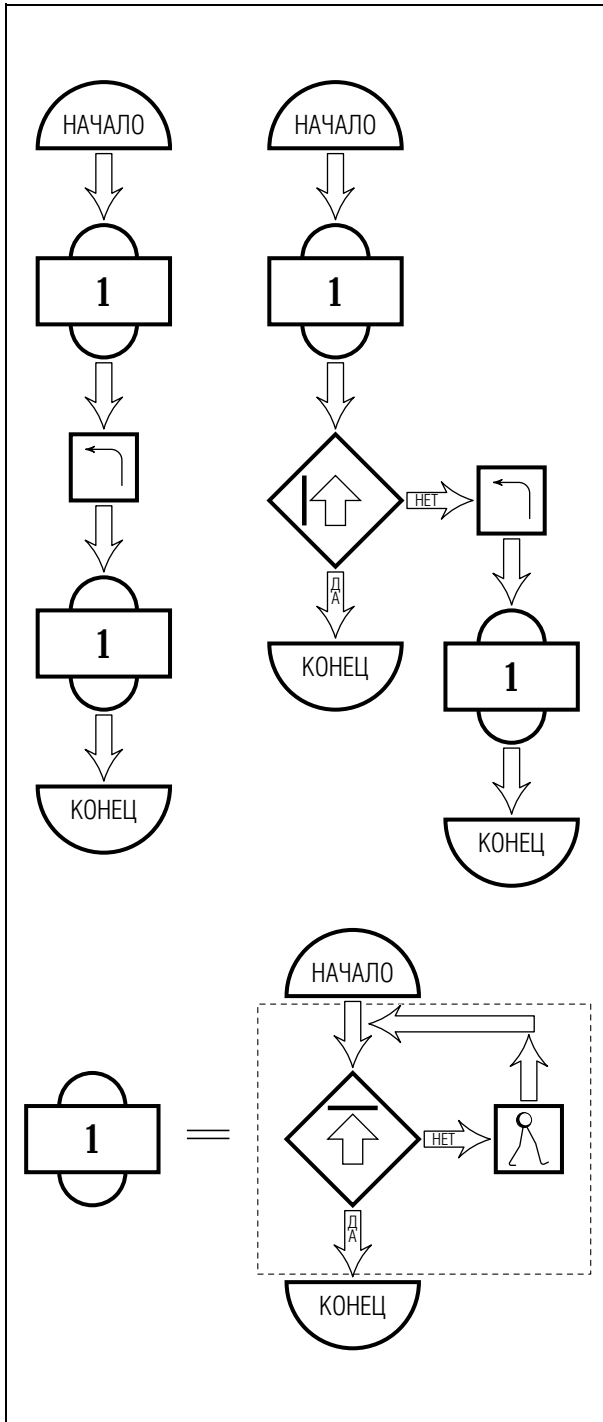 НАЧАЛО
1
1
КОНЕЦ
НАЧАЛО
1
НЕТ
ДА
КОНЕЦ
1
КОНЕЦ
1
НАЧАЛО
НЕТ
ДА
КОНЕЦ